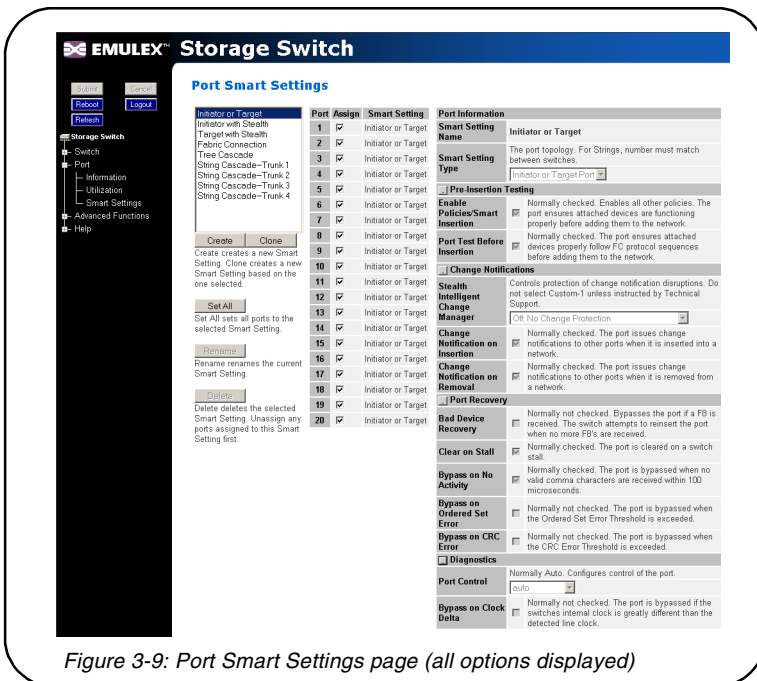 EMULEX™ Storage Switch
Submit Cancel
Reboot Logout
Refresh
Storage Switch
Switch
Port
Information
Utilization
Smart Settings
Advanced Functions
Help
Port Smart Settings
Initiator or Target
Initiator with Stealth
Target with Stealth
Fabric Connection
Tree Cascade
String Cascade–Trunk 1
String Cascade–Trunk 2
String Cascade–Trunk 3
String Cascade–Trunk 4
Create Clone
Create creates a new Smart
Setting. Clone creates a new
Smart Setting based on the
one selected.
Set All
Set All sets all ports to the
selected Smart Setting.
Rename
Rename renames the current
Smart Setting.
Delete
Delete deletes the selected
Smart Setting. Unassign any
ports assigned to this Smart
Setting first.
Port Assign Smart Setting
1 Initiator or Target
2 Initiator or Target
3 Initiator or Target
4 Initiator or Target
5 Initiator or Target
6 Initiator or Target
7 Initiator or Target
8 Initiator or Target
9 Initiator or Target
10 Initiator or Target
11 Initiator or Target
12 Initiator or Target
13 Initiator or Target
14 Initiator or Target
15 Initiator or Target
16 Initiator or Target
17 Initiator or Target
18 Initiator or Target
19 Initiator or Target
20 Initiator or Target
Port Information
Smart Setting
Name
Initiator or Target
Smart Setting
Type
The port topology. For Strings, number must match
between switches.
Initiator or Target Port
Pre-Insertion Testing
Enable
Policies/Smart
Insertion
Normally checked. Enables all other policies. The
port ensures attached devices are functioning
properly before adding them to the network.
Port Test Before
Insertion
Normally checked. The port ensures attached
devices properly follow FC protocol sequences
before adding them to the network.
Change Notifications
Stealth
Intelligent
Change
Manager
Controls protection of change notification disruptions. Do
not select Custom-1 unless instructed by Technical
Support.
Off: No Change Protection
Change
Notification on
Insertion
Normally checked. The port issues change
notifications to other ports when it is inserted into a
network.
Change
Notification on
Removal
Normally checked. The port issues change
notifications to other ports when it is removed from
a network.
Port Recovery
Bad Device
Recovery
Normally not checked. Bypasses the port if a F8 is
received. The switch attempts to reinsert the port
when no more F8's are received.
Clear on Stall
Normally checked. The port is cleared on a switch
stall.
Bypass on No
Activity
Normally checked. The port is bypassed when no
valid comma characters are received within 100
microseconds.
Bypass on
Ordered Set
Error
Normally not checked. The port is bypassed when
the Ordered Set Error Threshold is exceeded.
Bypass on CRC
Error
Normally not checked. The port is bypassed when
the CRC Error Threshold is exceeded.
Diagnostics
Port Control
Normally Auto. Configures control of the port.
auto
Bypass on Clock
Delta
Normally not checked. The port is bypassed if the
switches internal clock is greatly different than the
detected line clock.
Figure 3-9: Port Smart Settings page (all options displayed)